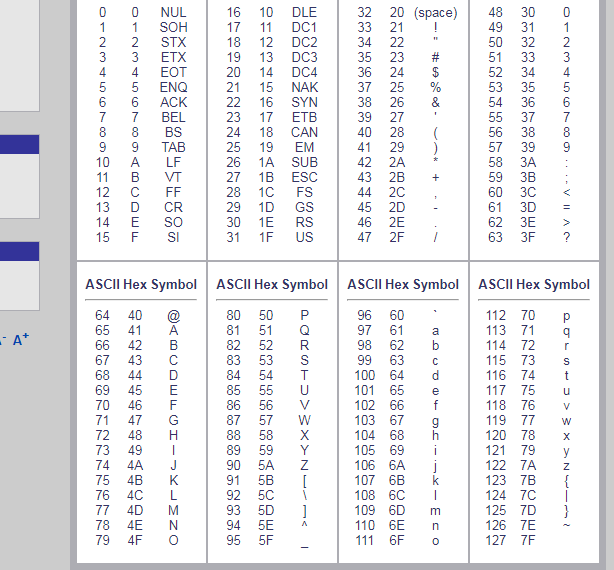 0 0 NUL 16 10 DLE 32 20 (space) 48 30 0
1 1 SOH 17 11 DC1 33 21 ! 49 31 1
2 2 STX 18 12 DC2 34 22 " 50 32 2
3 3 ETX 19 13 DC3 35 23 # 51 33 3
4 4 EOT 20 14 DC4 36 24 $ 52 34 4
5 5 ENQ 21 15 NAK 37 25 % 53 35 5
6 6 ACK 22 16 SYN 38 26 & 54 36 6
7 7 BEL 23 17 ETB 39 27 ' 55 37 7
8 8 BS 24 18 CAN 40 28 ( 56 38 8
9 9 TAB 25 19 EM 41 29 ) 57 39 9
10 A LF 26 1A SUB 42 2A * 58 3A :
11 B VT 27 1B ESC 43 2B + 59 3B ;
12 C FF 28 1C FS 44 2C , 60 3C <
13 D CR 29 1D GS 45 2D - 61 3D =
14 E SO 30 1E RS 46 2E . 62 3E >
15 F SI 31 1F US 47 2F / 63 3F ?
ASCII Hex Symbol ASCII Hex Symbol ASCII Hex Symbol ASCII Hex Symbol
64 40 @ 80 50 P 96 60 ` 112 70 p
65 41 A 81 51 Q 97 61 a 113 71 q
A+
66 42 B 82 52 R 98 62 b 114 72 r
67 43 C 83 53 S 99 63 c 115 73 s
68 44 D 84 54 T 100 64 d 116 74 t
69 45 E 85 55 U 101 65 e 117 75 u
70 46 F 86 56 V 102 66 f 118 76 v
71 47 G 87 57 W 103 67 g 119 77 w
72 48 H 88 58 X 104 68 h 120 78 x
73 49 I 89 59 Y 105 69 i 121 79 y
74 4A J 90 5A Z 106 6A j 122 7A z
75 4B K 91 5B [ 107 6B k 123 7B {
76 4C L 92 5C \ 108 6C l 124 7C |
77 4D M 93 5D ] 109 6D m 125 7D }
78 4E N 94 5E ^ 110 6E n 126 7E ~
79 4F O 95 5F _ 111 6F o 127 7F